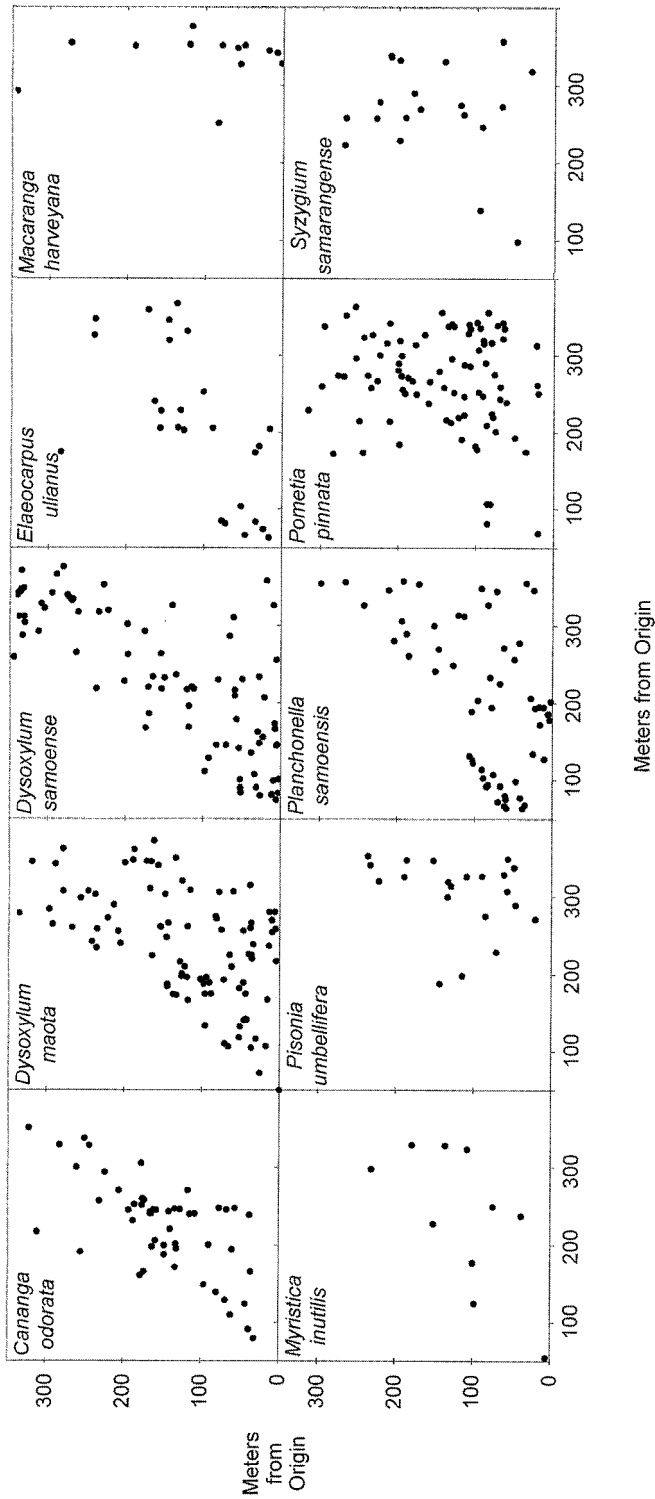 Cananga
odorata
Dysoxylum
maota
Dysoxylum
samoense
Elaeocarpus
ulianus
Macaranga
harveyana
300
200
100
0
Meters
from
Origin
Myristica
inutilis
Pisonia
umbellifera
Planchonella
samoensis
Pometia
pinnata
Syzygium
samarangense
300
200
100
0
100 200 300 100 200 300 100 200 300 100 200 300 100 200 300
Meters from Origin